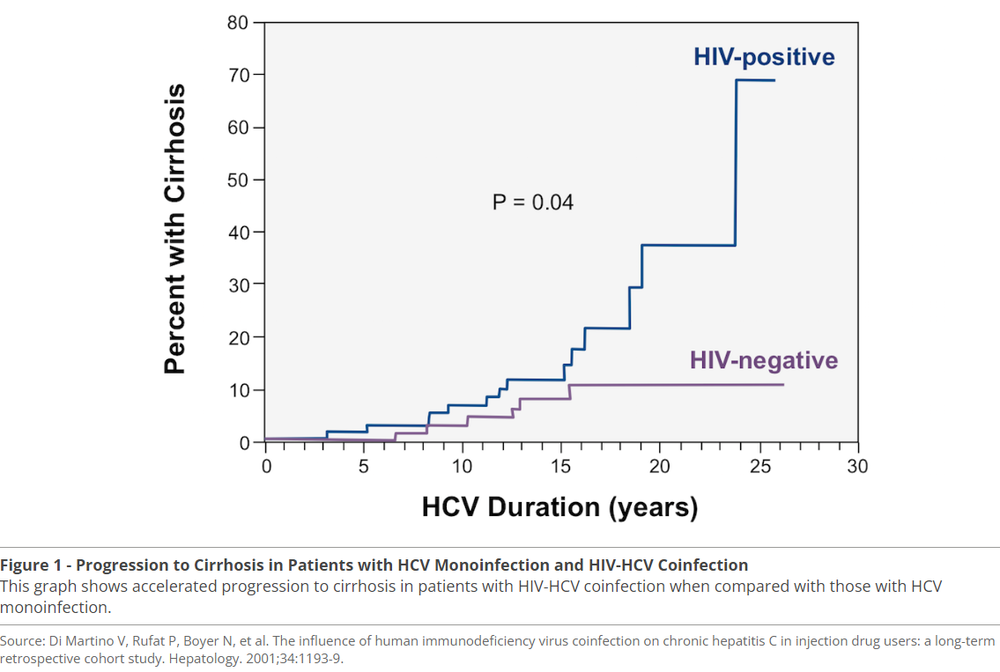 80
70
60
50
40
30
20
10
0
Percent with Cirrhosis
HIV-positive
P = 0.04
HIV-negative
0 5 10 15 20 25 30
HCV Duration (years)
Figure 1 - Progression to Cirrhosis in Patients with HCV Monoinfection and HIV-HCV Coinfection
This graph shows accelerated progression to cirrhosis in patients with HIV-HCV coinfection when compared with those with HCV
monoinfection.
Source: Di Martino V, Rufat P, Boyer N, et al. The influence of human immunodeficiency virus coinfection on chronic hepatitis C in injection drug users: a long-term
retrospective cohort study. Hepatology. 2001;34:1193-9.